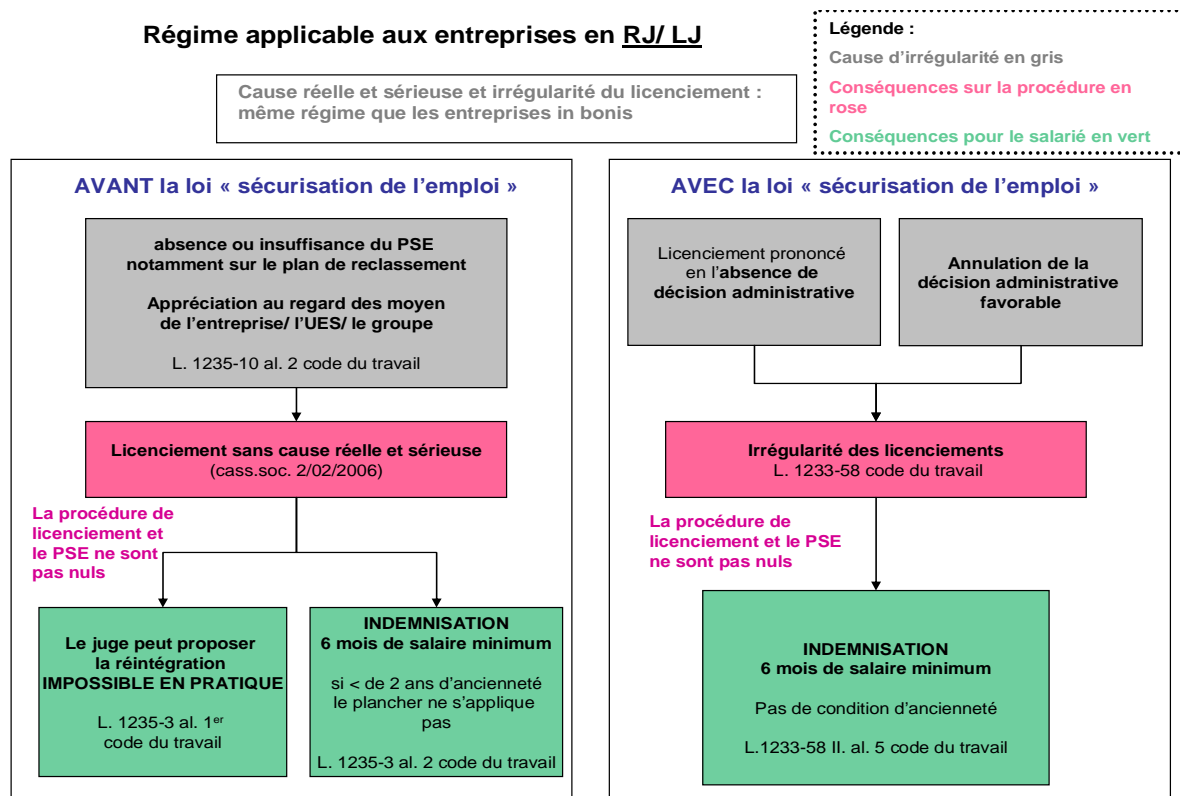 Régime applicable aux entreprises en RJ/ LJ
Légende :
Cause d’irrégularité en gris
Conséquences sur la procédure en
rose
Conséquences pour le salarié en vert
Cause réelle et sérieuse et irrégularité du licenciement :
même régime que les entreprises in bonis
AVANT la loi « sécurisation de l’emploi »
absence ou insuffisance du PSE
notamment sur le plan de reclassement
Appréciation au regard des moyen
de l’entreprise/ l’UES/ le groupe
L. 1235-10 al. 2 code du travail
Licenciement sans cause réelle et sérieuse
(cass.soc. 2/02/2006)
La procédure de
licenciement et
le PSE ne sont
pas nuls
Le juge peut proposer
la réintégration
IMPOSSIBLE EN PRATIQUE
L. 1235-3 al. 1er
code du travail
INDEMNISATION
6 mois de salaire minimum
si < de 2 ans d’ancienneté
le plancher ne s’applique
pas
L. 1235-3 al. 2 code du travail
AVEC la loi « sécurisation de l’emploi »
Licenciement prononcé
en l’absence de
décision administrative
Annulation de la
décision administrative
favorable
Irrégularité des licenciements
L. 1233-58 code du travail
La procédure de
licenciement et le PSE
ne sont pas nuls
INDEMNISATION
6 mois de salaire minimum
Pas de condition d’ancienneté
L.1233-58 II. al. 5 code du travail